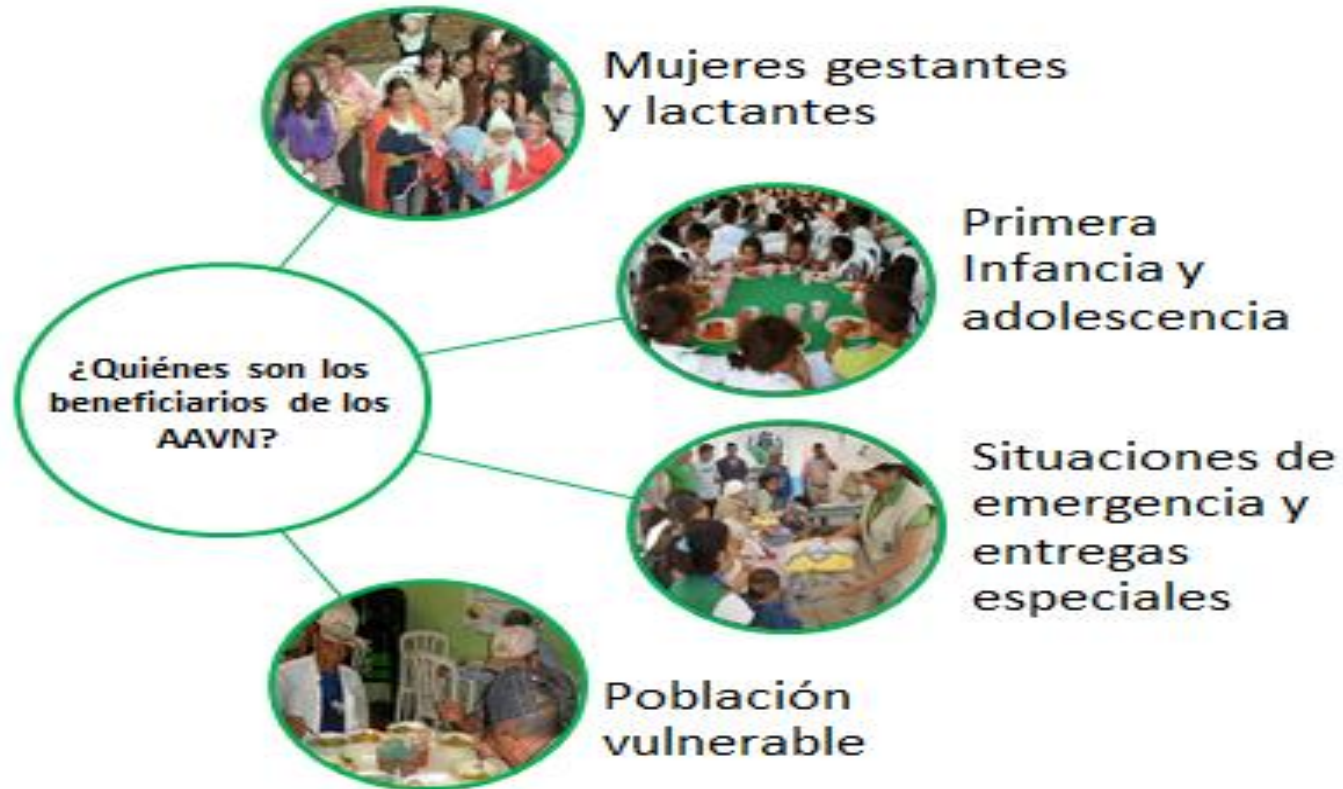 Mujeres gestantes
y lactantes
Primera
Infancia y
adolescencia
¿Quiénes son los
beneficiarios de los
AAVN?
Situaciones de
emergencia y
entregas
especiales
Población
vulnerable